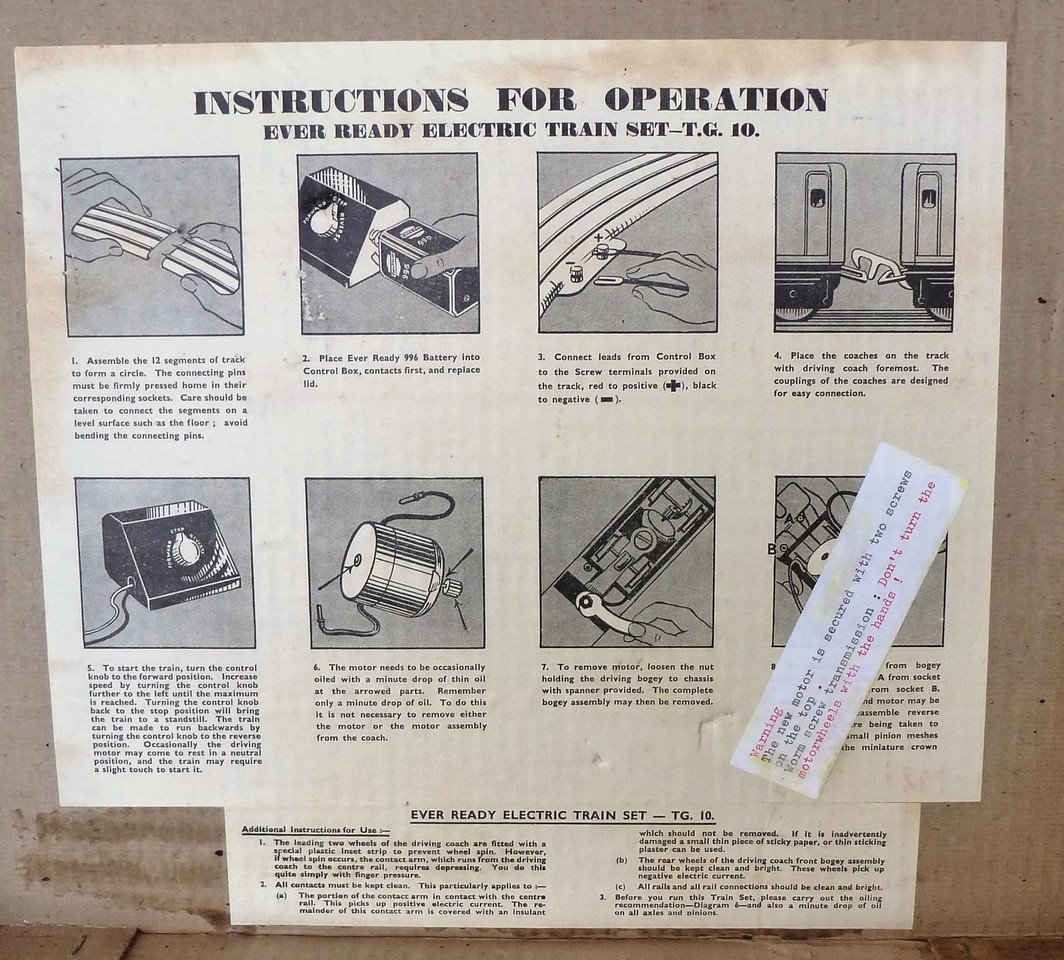 INSTRUCTIONS FOR OPERATION
EVER READY ELECTRIC TRAIN SET—T.G. 10.
FORWARD STOP REVERSE
996
996
+
–
1. Assemble the 12 segments of track
to form a circle. The connecting pins
must be firmly pressed home in their
corresponding sockets. Care should be
taken to connect the segments on a
level surface such as the floor ; avoid
bending the connecting pins.
2. Place Ever Ready 996 Battery into
Control Box, contacts first, and replace
lid.
3. Connect leads from Control Box
to the Screw terminals provided on
the track, red to positive (+), black
to negative (–).
4. Place the coaches on the track
with driving coach foremost. The
couplings of the coaches are designed
for easy connection.
FORWARD STOP REVERSE
A
B
5. To start the train, turn the control
knob to the forward position. Increase
speed by turning the control knob
further to the left until the maximum
is reached. Turning the control knob
back to the stop position will bring
the train to a standstill. The train
can be made to run backwards by
turning the control knob to the reverse
position. Occasionally the driving
motor may come to rest in a neutral
position, and the train may require
a slight touch to start it.
6. The motor needs to be occasionally
oiled with a minute drop of thin oil
at the arrowed parts. Remember
only a minute drop of oil. To do this
it is not necessary to remove either
the motor or the motor assembly
from the coach.
7. To remove motor, loosen the nut
holding the driving bogey to chassis
with spanner provided. The complete
bogey assembly may then be removed.
8
from bogey
A from socket
from socket B.
motor may be
reverse
being taken to
pinion meshes
the miniature crown
Warning
The new motor is secured with two screws
on the top.
Worm screw transmission : Don't turn the
motorwheels with the hands !
EVER READY ELECTRIC TRAIN SET — TG. 10.
Additional Instructions for Use :—
1. The leading two wheels of the driving coach are fitted with a
special plastic inset strip to prevent wheel spin. However,
if wheel spin occurs, the contact arm, which runs from the driving
coach to the centre rail, requires depressing. You do this
quite simply with finger pressure.
2. All contacts must be kept clean. This particularly applies to :—
(a) The portion of the contact arm in contact with the centre
rail. This picks up positive electric current. The re-
mainder of this contact arm is covered with an insulant
which should not be removed. If it is inadvertently
damaged a small thin piece of sticky paper, or thin sticking
plaster can be used.
(b) The rear wheels of the driving coach front bogey assembly
should be kept clean and bright. These wheels pick up
negative electric current.
(c) All rails and all rail connections should be clean and bright.
3. Before you run this Train Set, please carry out the oiling
recommendation—Diagram 6—and also a minute drop of oil
on all axles and pinions.